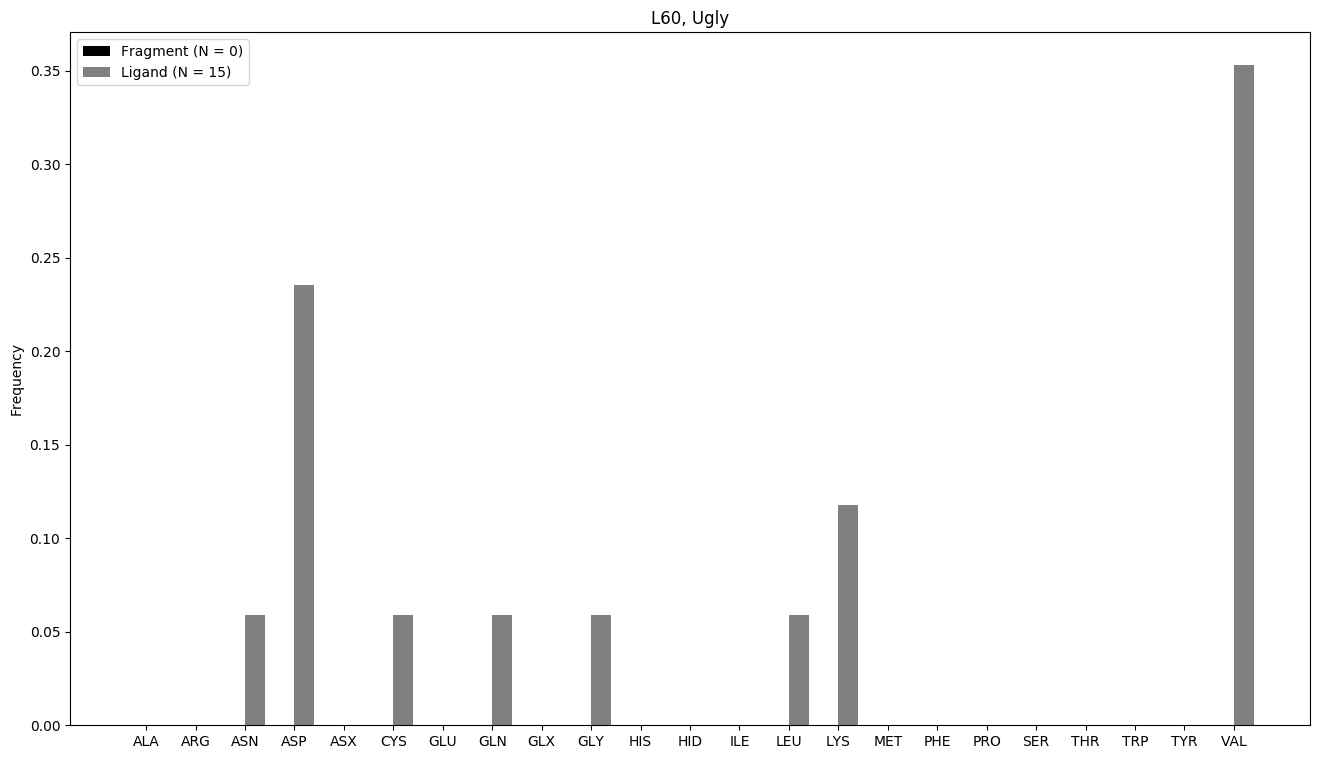 L60, Ugly
Fragment (N = 0)
Ligand (N = 15)
0.35
0.30
0.25
0.20
0.15
0.10
0.05
0.00
Frequency
ALA ARG ASN ASP ASX CYS GLU GLN GLX GLY HIS HID ILE LEU LYS MET PHE PRO SER THR TRP TYR VAL